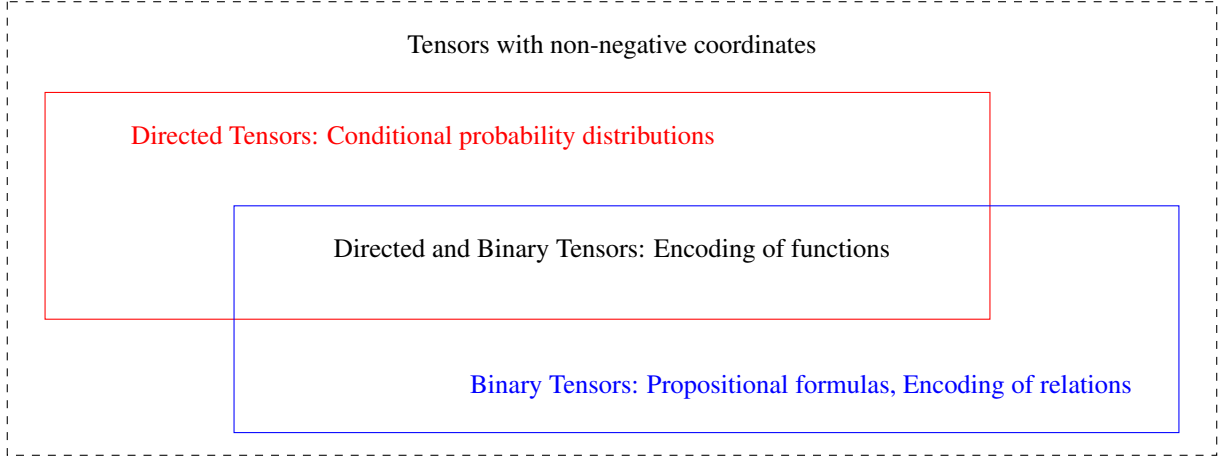 Tensors with non-negative coordinates
Directed Tensors: Conditional probability distributions
Directed and Binary Tensors: Encoding of functions
Binary Tensors: Propositional formulas, Encoding of relations